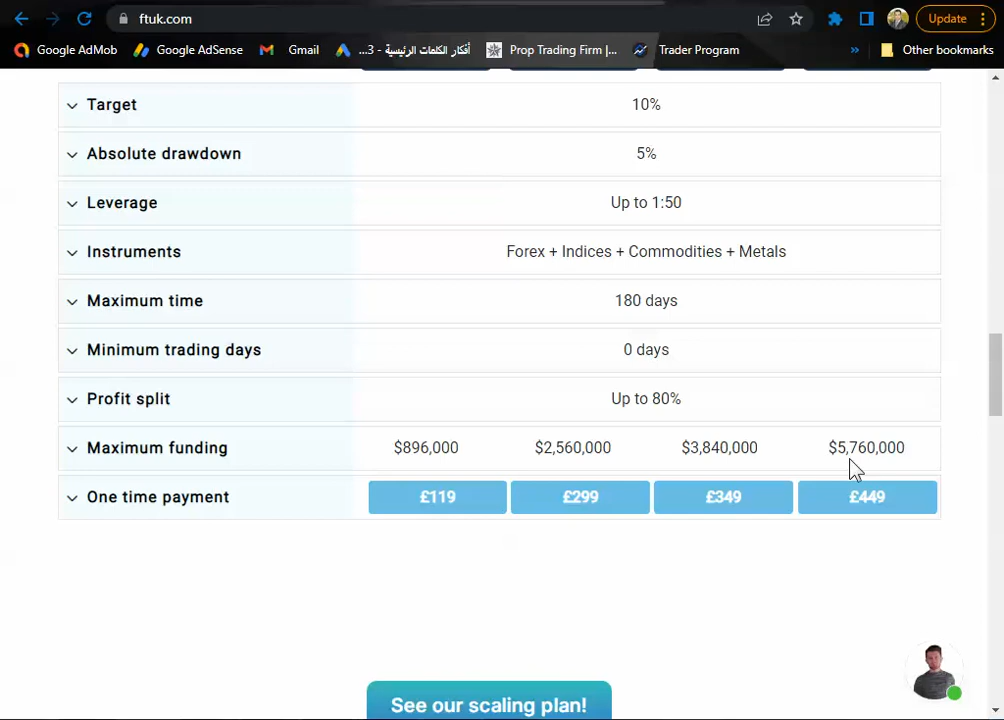 ftuk.com
Update
Google AdMob Google AdSense Gmail أفكار الكلمات الرئيسية - 3... Prop Trading Firm |... Trader Program » Other bookmarks
Target 10%
Absolute drawdown 5%
Leverage Up to 1:50
Instruments Forex + Indices + Commodities + Metals
Maximum time 180 days
Minimum trading days 0 days
Profit split Up to 80%
Maximum funding $896,000 $2,560,000 $3,840,000 $5,760,000
One time payment £119 £299 £349 £449
See our scaling plan!